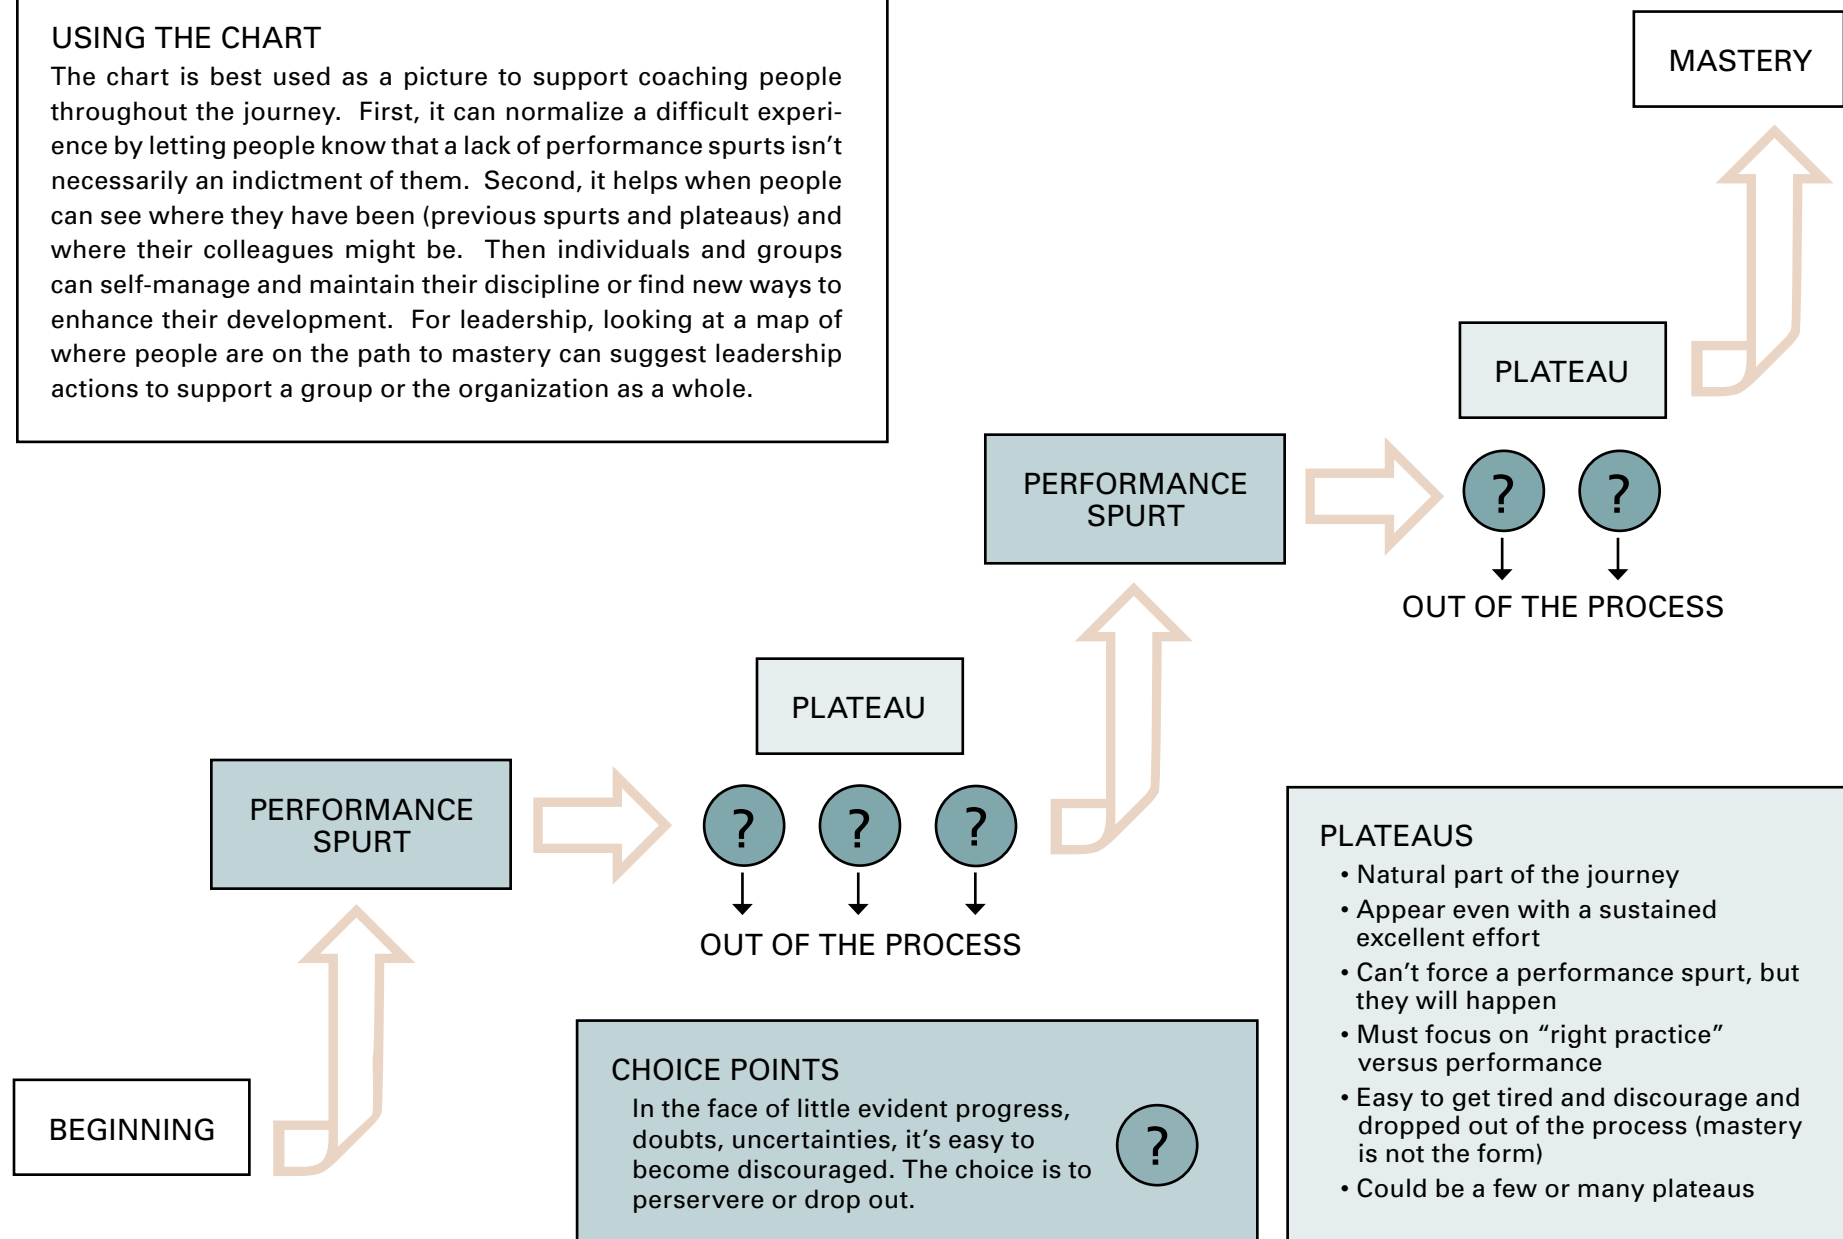 USING THE CHART
The chart is best used as a picture to support coaching people
throughout the journey. First, it can normalize a difficult experi-
ence by letting people know that a lack of performance spurts isn't
necessarily an indictment of them. Second, it helps when people
can see where they have been (previous spurts and plateaus) and
where their colleagues might be. Then individuals and groups
can self-manage and maintain their discipline or find new ways to
enhance their development. For leadership, looking at a map of
where people are on the path to mastery can suggest leadership
actions to support a group or the organization as a whole.
MASTERY
PLATEAU
? ?
OUT OF THE PROCESS
PERFORMANCE
SPURT
PLATEAU
? ? ?
OUT OF THE PROCESS
PERFORMANCE
SPURT
BEGINNING
CHOICE POINTS
In the face of little evident progress,
doubts, uncertainties, it's easy to
become discouraged. The choice is to
perservere or drop out.
?
PLATEAUS
• Natural part of the journey
• Appear even with a sustained
excellent effort
• Can't force a performance spurt, but
they will happen
• Must focus on “right practice”
versus performance
• Easy to get tired and discourage and
dropped out of the process (mastery
is not the form)
• Could be a few or many plateaus